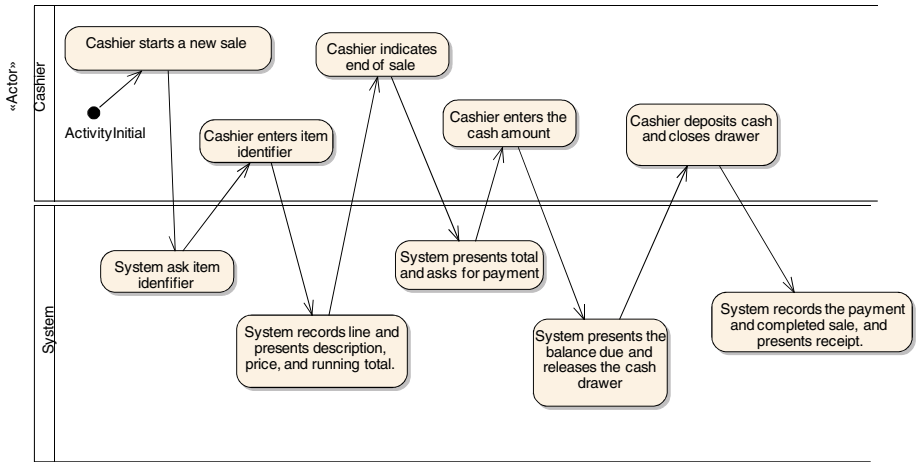 «Actor»
Cashier
Cashier starts a new sale
ActivityInitial
Cashier enters item
identifier
Cashier indicates
end of sale
Cashier enters the
cash amount
Cashier deposits cash
and closes drawer
System
System ask item
idenfifier
System records line and
presents description,
price, and running total.
System presents total
and asks for payment
System presents the
balance due and
releases the cash
drawer
System records the payment
and completed sale, and
presents receipt.